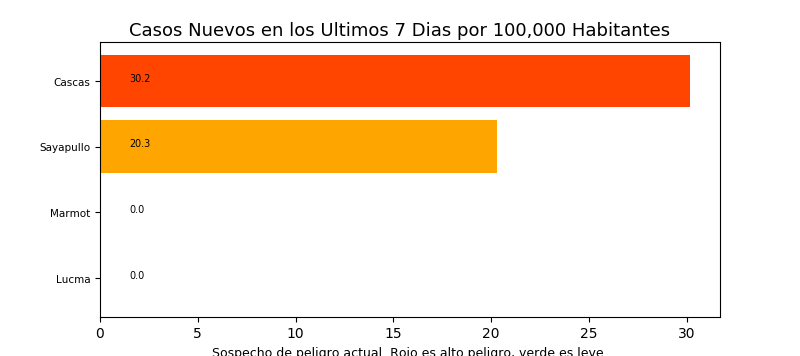 Casos Nuevos en los Ultimos 7 Dias por 100,000 Habitantes
Cascas
30.2
Sayapullo
20.3
Marmot
0.0
Lucma
0.0
0 5 10 15 20 25 30
Sospecho de peligro actual. Rojo es alto peligro, verde es leve